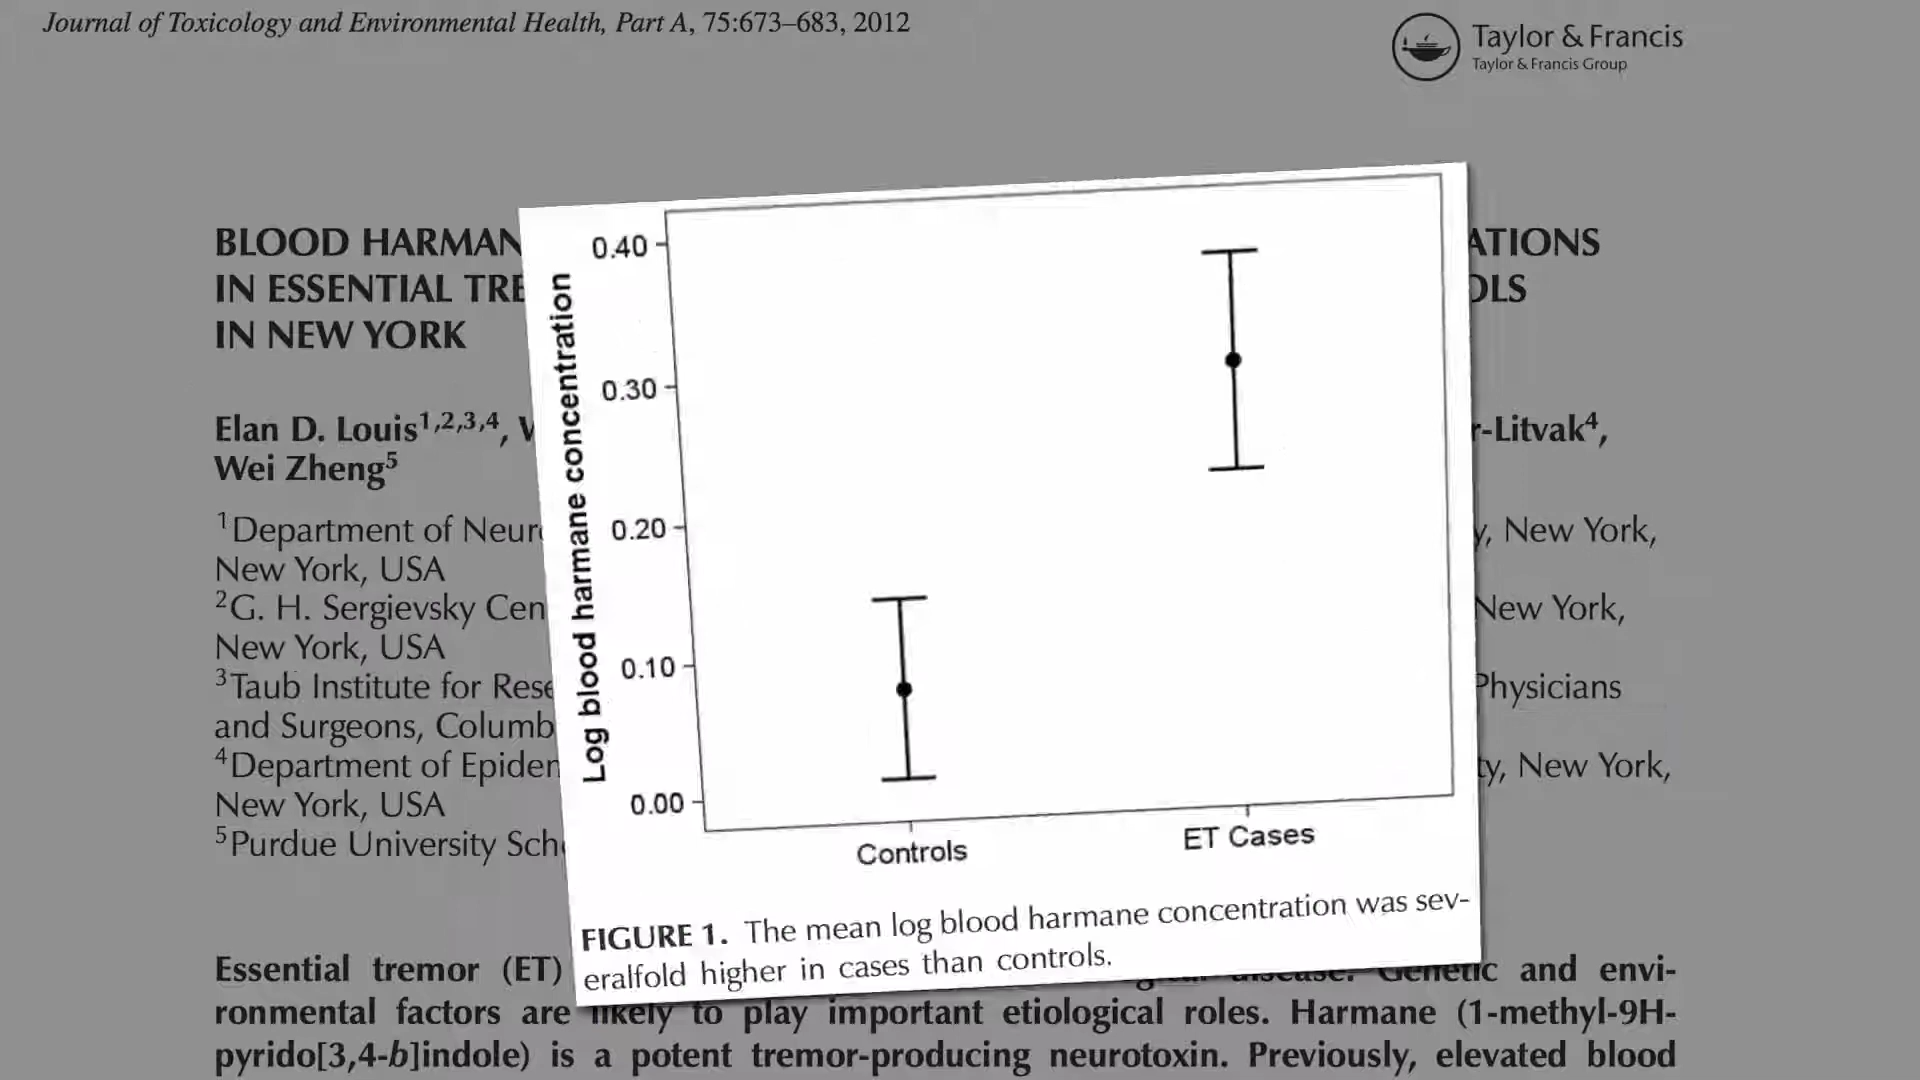 Journal of Toxicology and Environmental Health, Part A, 75:673–683, 2012
Taylor & Francis
Taylor & Francis Group
BLOOD HARMAN ATIONS
IN ESSENTIAL TRE OLS
IN NEW YORK
Elan D. Louis1,2,3,4, r-Litvak4,
Wei Zheng5
1Department of Neuro y, New York,
New York, USA
2G. H. Sergievsky Cen New York,
New York, USA
3Taub Institute for Rese Physicians
and Surgeons, Columb
4Department of Epidem ty, New York,
New York, USA
5Purdue University Scho
Log blood harmane concentration
0.40
0.30
0.20
0.10
0.00
Controls
ET Cases
FIGURE 1. The mean log blood harmane concentration was sev-
eralfold higher in cases than controls.
Essential tremor (ET) disease. Genetic and envi-
ronmental factors are likely to play important etiological roles. Harmane (1-methyl-9H-
pyrido[3,4-b]indole) is a potent tremor-producing neurotoxin. Previously, elevated blood